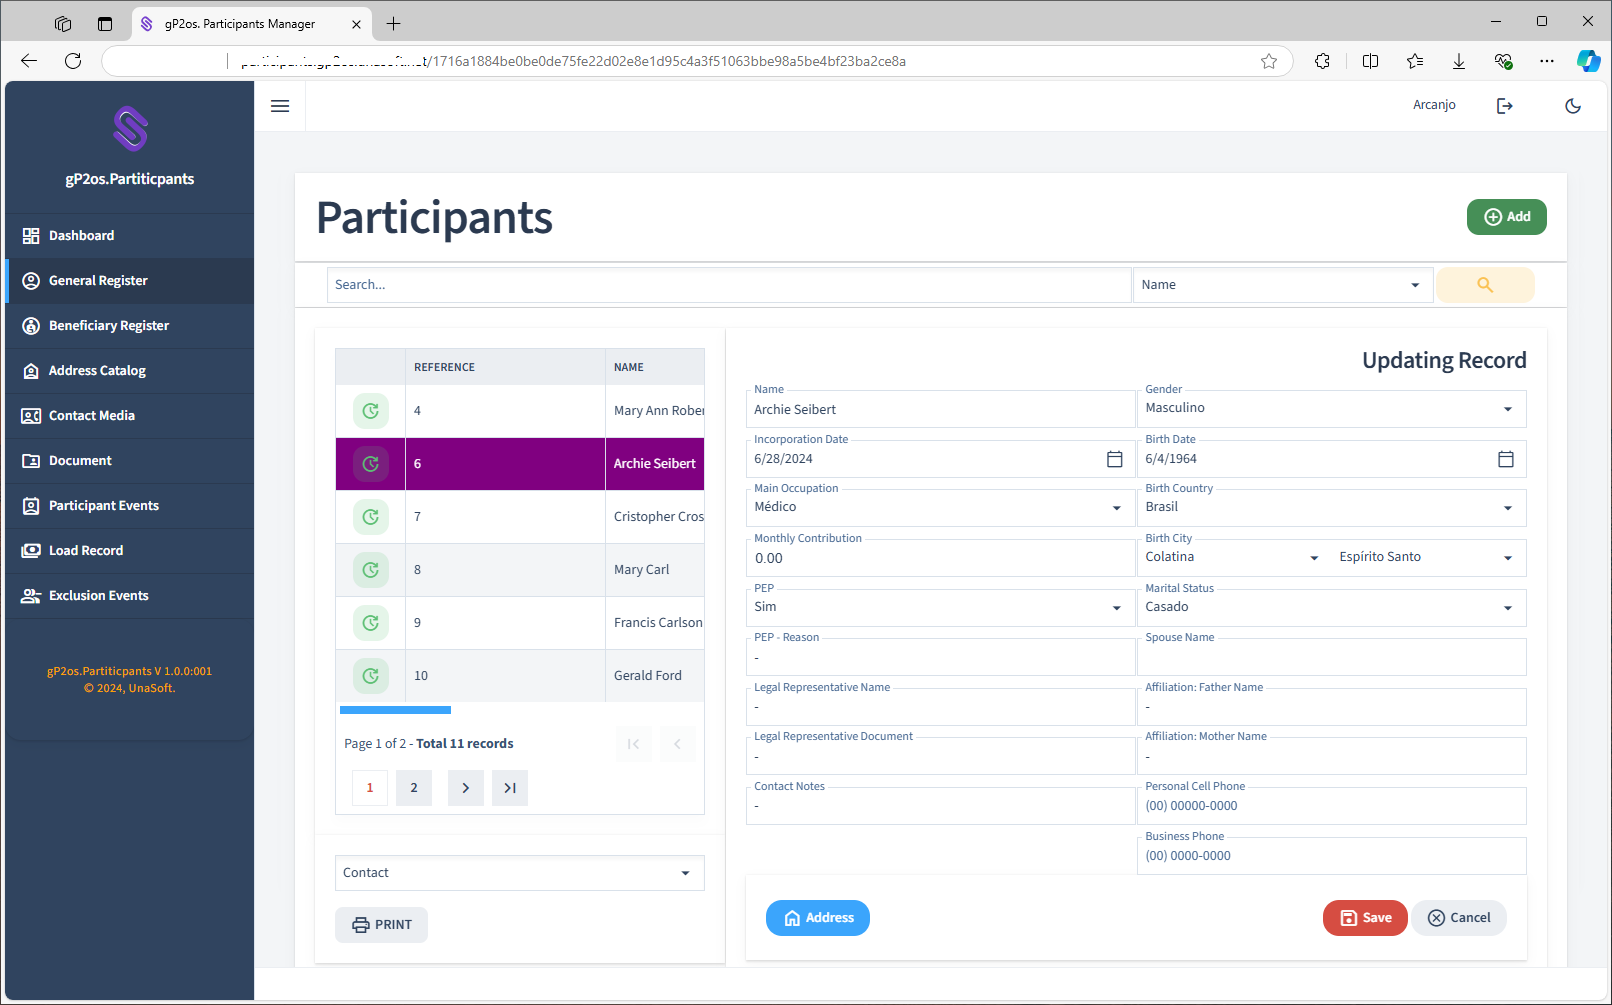 gP2os. Participants Manager
/1716a1884be0be0de75fe22d02e8e1d95c4a3f51063bbe98a5be4bf23ba2ce8a
Arcanjo
gP2os.Partiticpants
Dashboard
General Register
Beneficiary Register
Address Catalog
Contact Media
Document
Participant Events
Load Record
Exclusion Events
gP2os.Partiticpants V 1.0.0:001
© 2024, UnaSoft.
Participants
Add
Search...
Name
REFERENCE NAME
4 Mary Ann Rober
6 Archie Seibert
7 Cristopher Cros
8 Mary Carl
9 Francis Carlson
10 Gerald Ford
Page 1 of 2 - Total 11 records
1 2
Contact
PRINT
Updating Record
Name
Archie Seibert
Gender
Masculino
Incorporation Date
6/28/2024
Birth Date
6/4/1964
Main Occupation
Médico
Birth Country
Brasil
Monthly Contribution
0.00
Birth City
Colatina
Espírito Santo
PEP
Sim
Marital Status
Casado
PEP - Reason
-
Spouse Name
Legal Representative Name
-
Affiliation: Father Name
-
Legal Representative Document
-
Affiliation: Mother Name
-
Contact Notes
-
Personal Cell Phone
(00) 00000-0000
Business Phone
(00) 0000-0000
Address
Save
Cancel